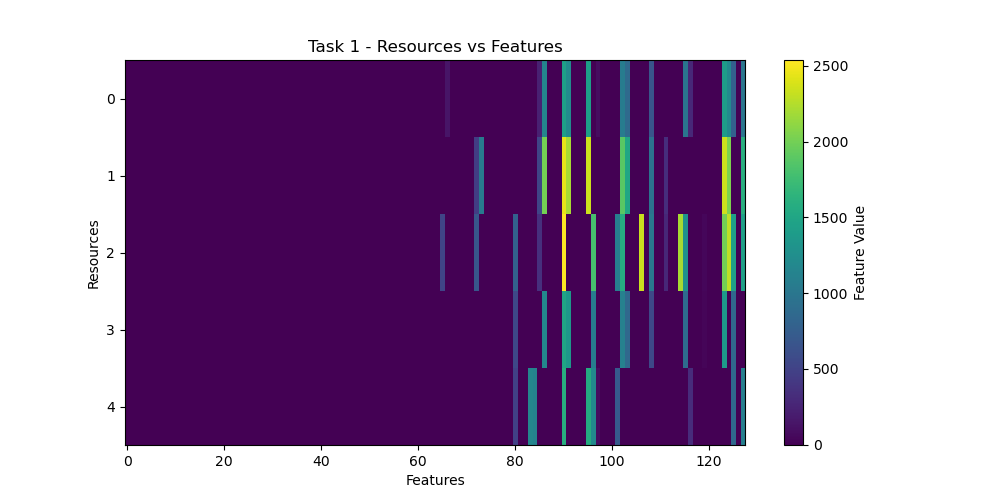 Task 1 - Resources vs Features
Resources
0
1
2
3
4
0 20 40 60 80 100 120
Features
2500
2000
1500
1000
500
0
Feature Value